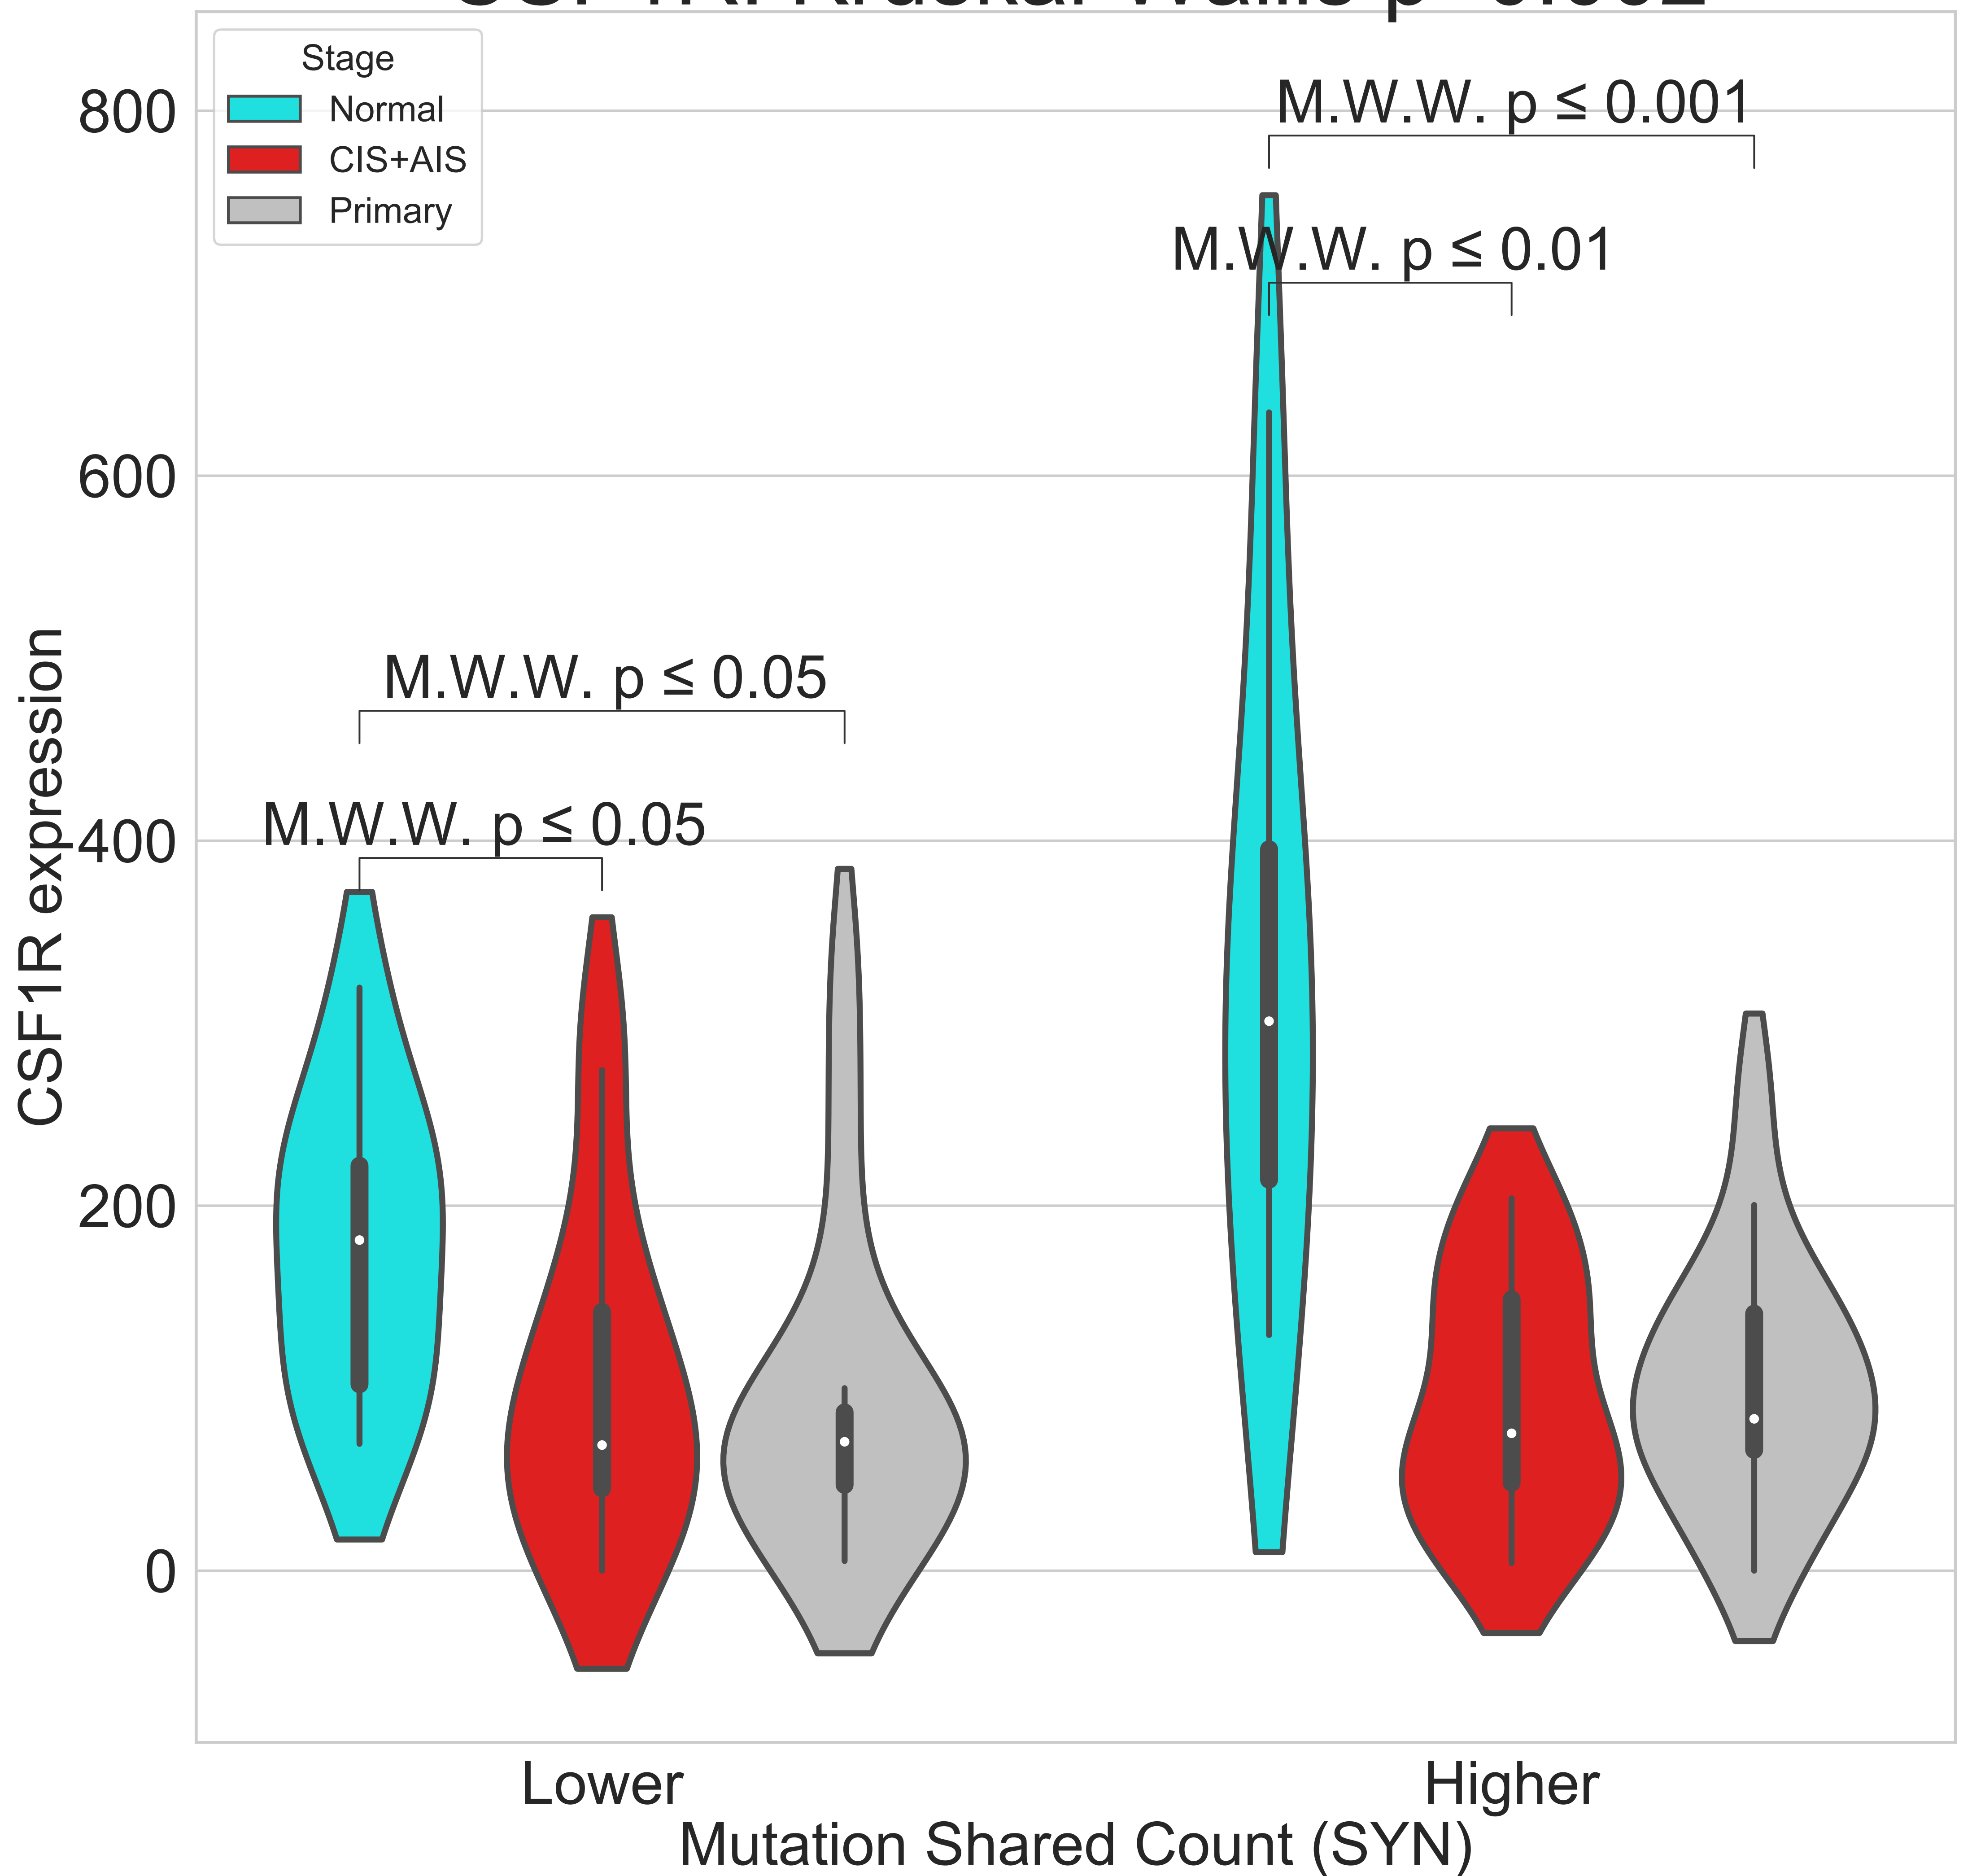 Stage
Normal
CIS+AIS
Primary
M.W.W. p ≤ 0.001
M.W.W. p ≤ 0.01
M.W.W. p ≤ 0.05
M.W.W. p ≤ 0.05
800
600
400
200
0
CSF1R expression
Lower
Higher
Mutation Shared Count (SYN)